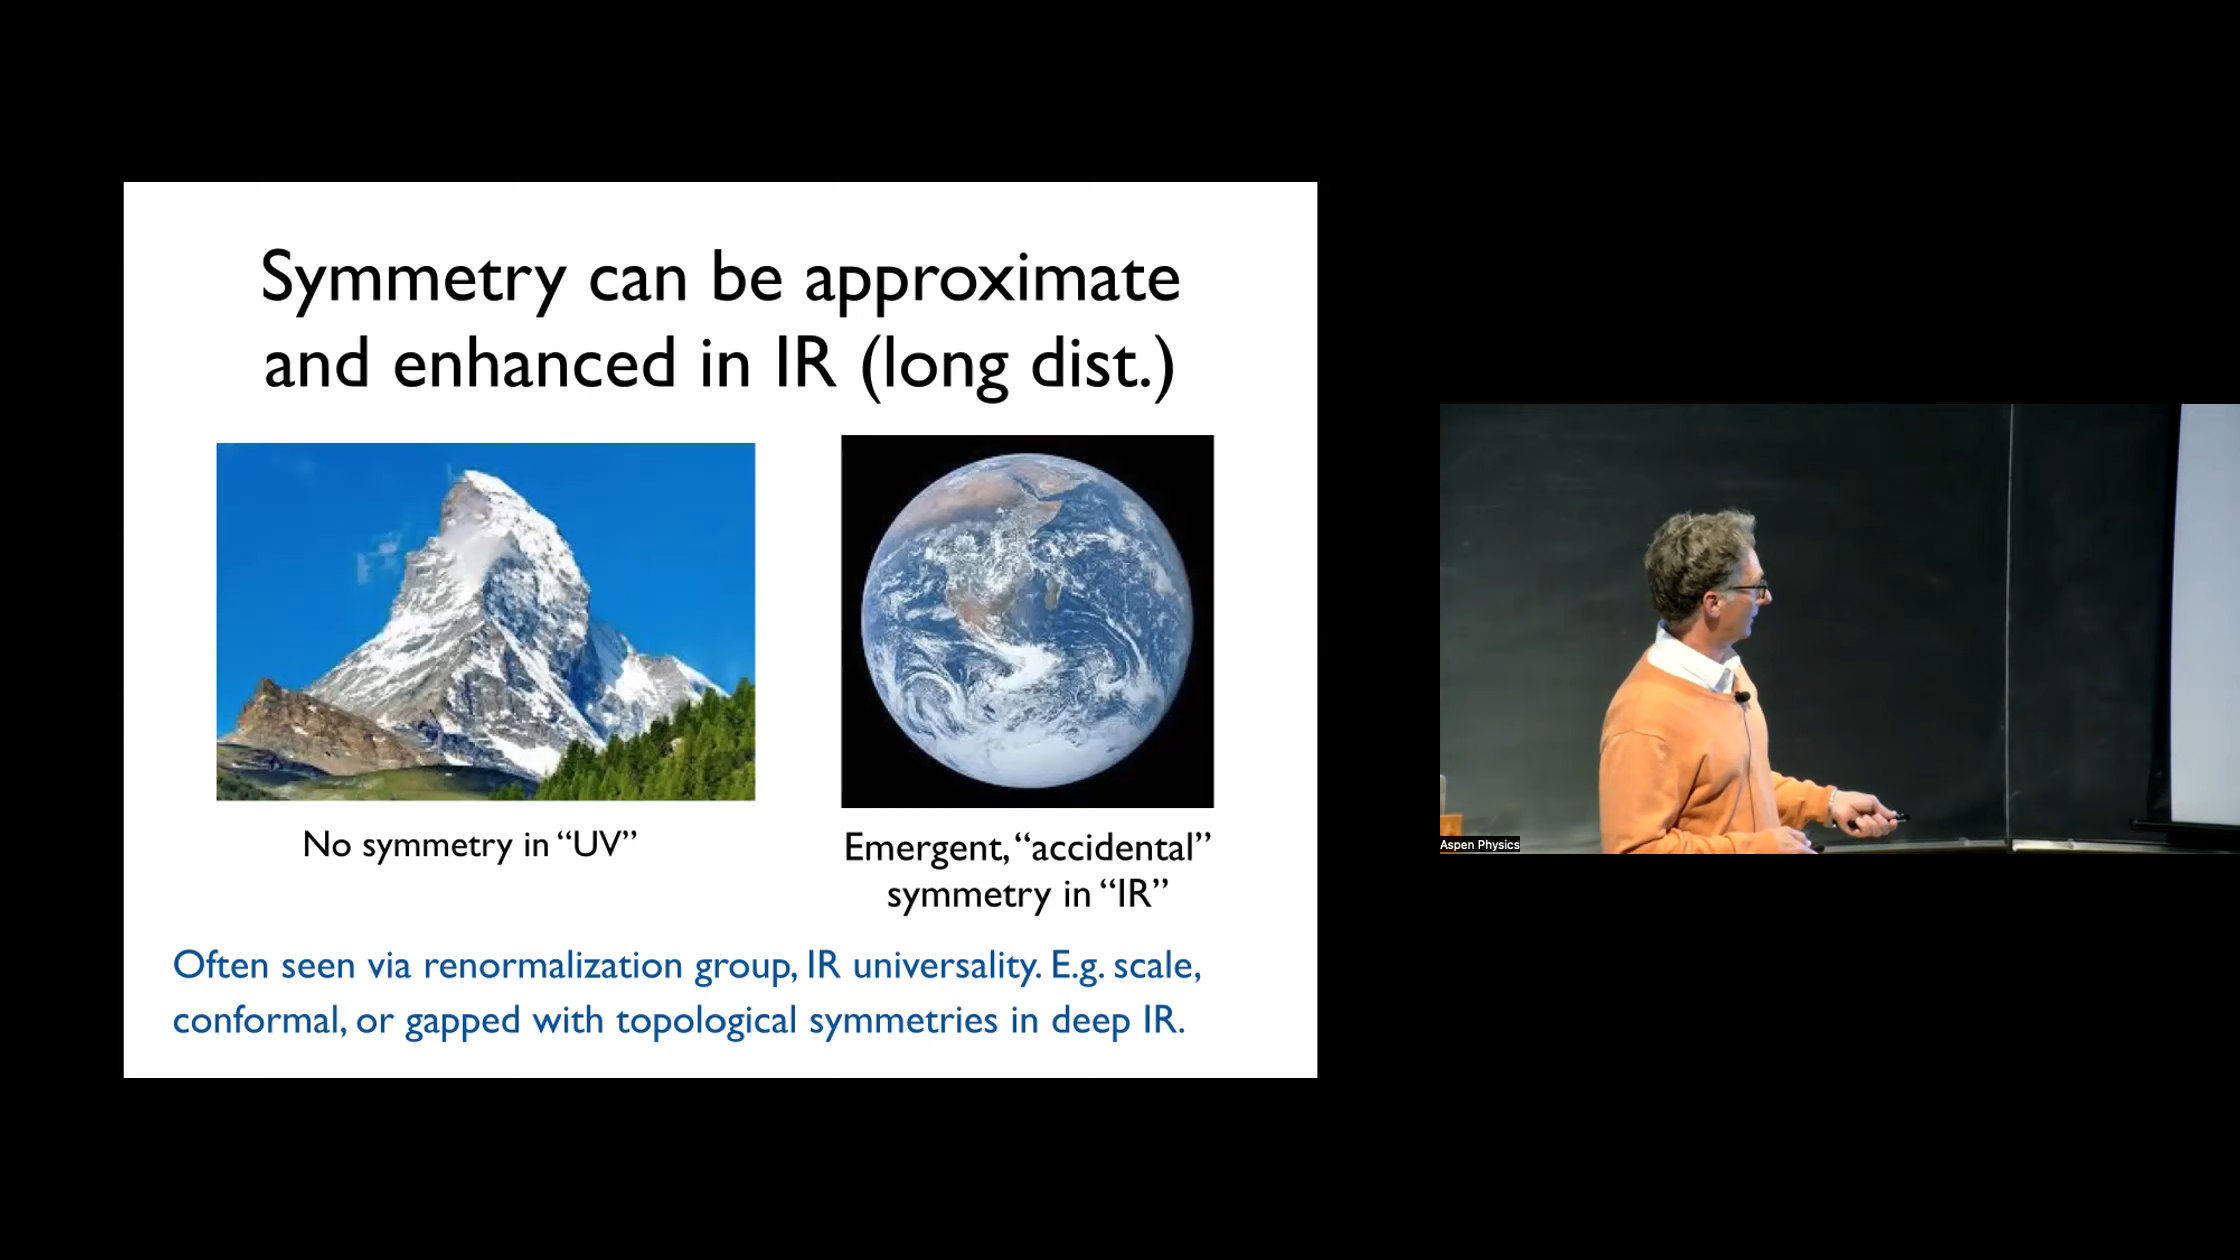 Symmetry can be approximate
and enhanced in IR (long dist.)
No symmetry in “UV”
Emergent, “accidental”
symmetry in “IR”
Often seen via renormalization group, IR universality. E.g. scale,
conformal, or gapped with topological symmetries in deep IR.
Aspen Physics